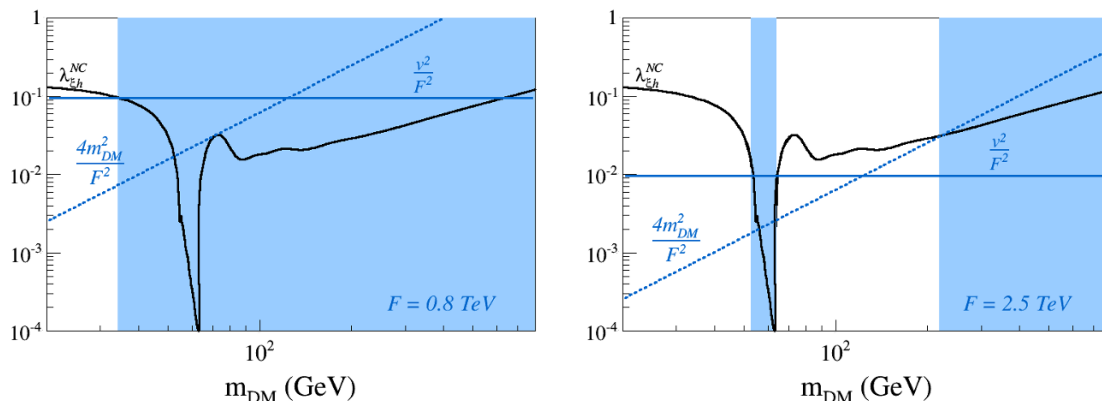 1
10⁻¹
10⁻²
10⁻³
10⁻⁴
λ_ξh^NC
v²/F²
4m²_DM/F²
F = 0.8 TeV
10²
m_DM (GeV)
1
10⁻¹
10⁻²
10⁻³
10⁻⁴
λ_ξh^NC
v²/F²
4m²_DM/F²
F = 2.5 TeV
10²
m_DM (GeV)